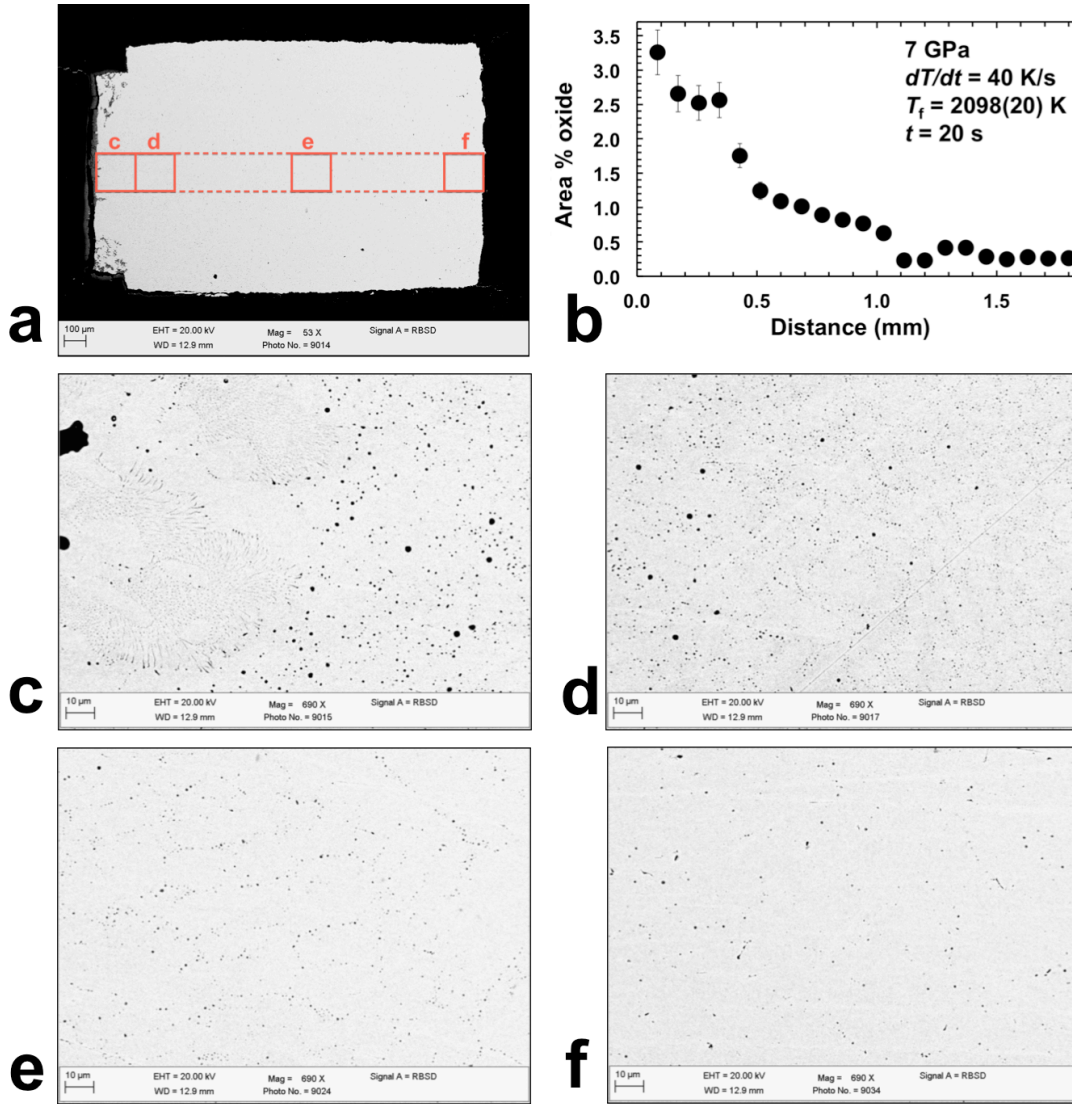 c d e f
a
100 µm EHT = 20.00 kV Mag = 53 X Signal A = RBSD
WD = 12.9 mm Photo No. = 9014
3.5
3.0
2.5
2.0
1.5
1.0
0.5
0.0
Area % oxide
7 GPa
dT/dt = 40 K/s
Tf = 2098(20) K
t = 20 s
0.0 0.5 1.0 1.5
Distance (mm)
b
c
10 µm EHT = 20.00 kV Mag = 690 X Signal A = RBSD
WD = 12.9 mm Photo No. = 9015
d
10 µm EHT = 20.00 kV Mag = 690 X Signal A = RBSD
WD = 12.9 mm Photo No. = 9017
e
10 µm EHT = 20.00 kV Mag = 690 X Signal A = RBSD
WD = 12.9 mm Photo No. = 9024
f
10 µm EHT = 20.00 kV Mag = 690 X Signal A = RBSD
WD = 12.9 mm Photo No. = 9034